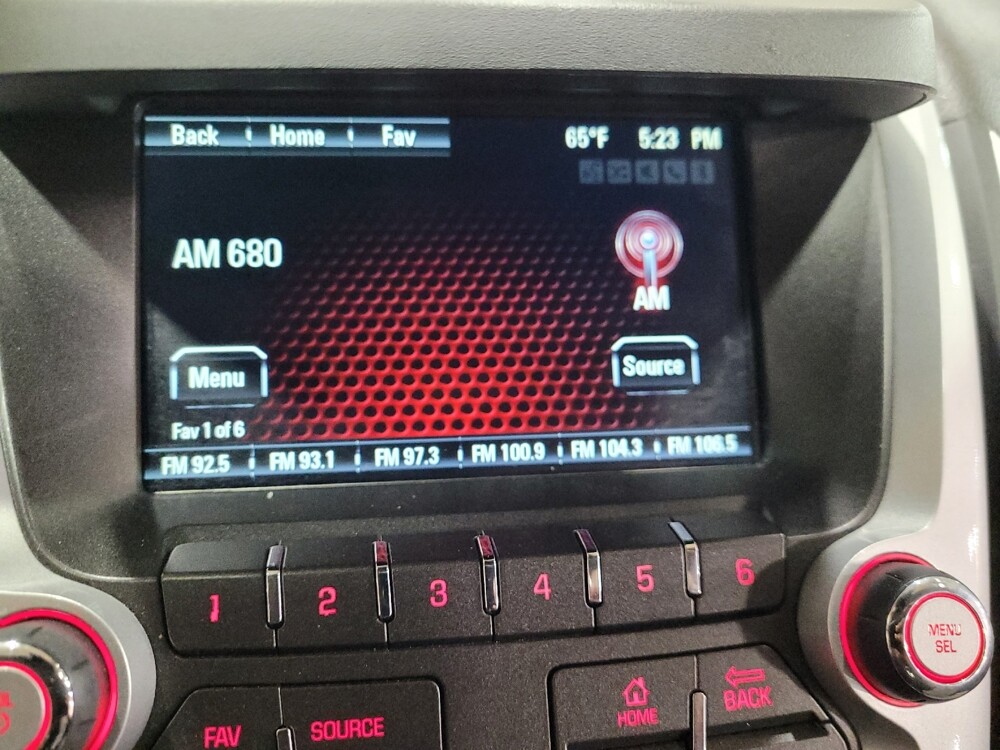 Back Home Fav 65°F 5:23 PM
AM 680
AM
Menu Source
Fav 1 of 6
FM 92.5 FM 93.1 FM 97.3 FM 100.9 FM 104.3 FM 106.5
1 2 3 4 5 6
MENU
SEL
HOME BACK
FAV SOURCE